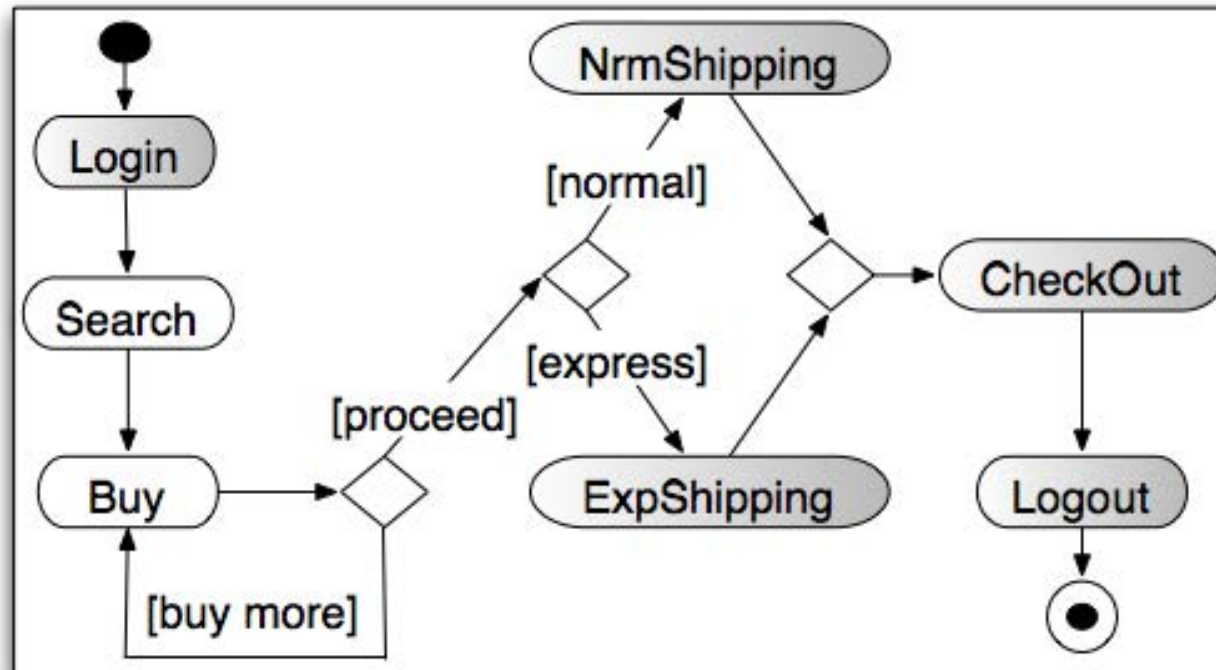 Login
Search
Buy
[buy more]
[proceed]
[normal]
[express]
NrmShipping
ExpShipping
CheckOut
Logout